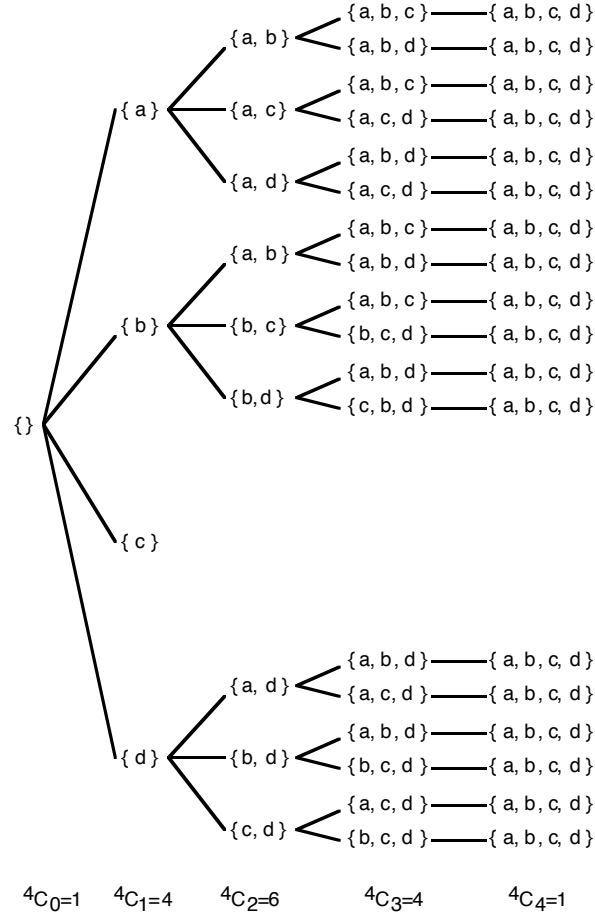 {a, b, c} { a, b, c, d }
{a, b}
{a, b, d} { a, b, c, d }
{a, b, c} { a, b, c, d }
{ a } {a, c}
{a, c, d} { a, b, c, d }
{a, b, d} { a, b, c, d }
{a, d}
{a, c, d} { a, b, c, d }
{a, b, c} { a, b, c, d }
{a, b}
{a, b, d} { a, b, c, d }
{a, b, c} { a, b, c, d }
{ b } {b, c}
{b, c, d} { a, b, c, d }
{a, b, d} { a, b, c, d }
{b,d}
{c, b, d} { a, b, c, d }
{}
{ c }
{a, b, d} { a, b, c, d }
{a, d}
{a, c, d} { a, b, c, d }
{a, b, d} { a, b, c, d }
{ d } {b, d}
{b, c, d} { a, b, c, d }
{a, c, d} { a, b, c, d }
{c, d}
{b, c, d} { a, b, c, d }
⁴C₀=1 ⁴C₁=4 ⁴C₂=6 ⁴C₃=4 ⁴C₄=1